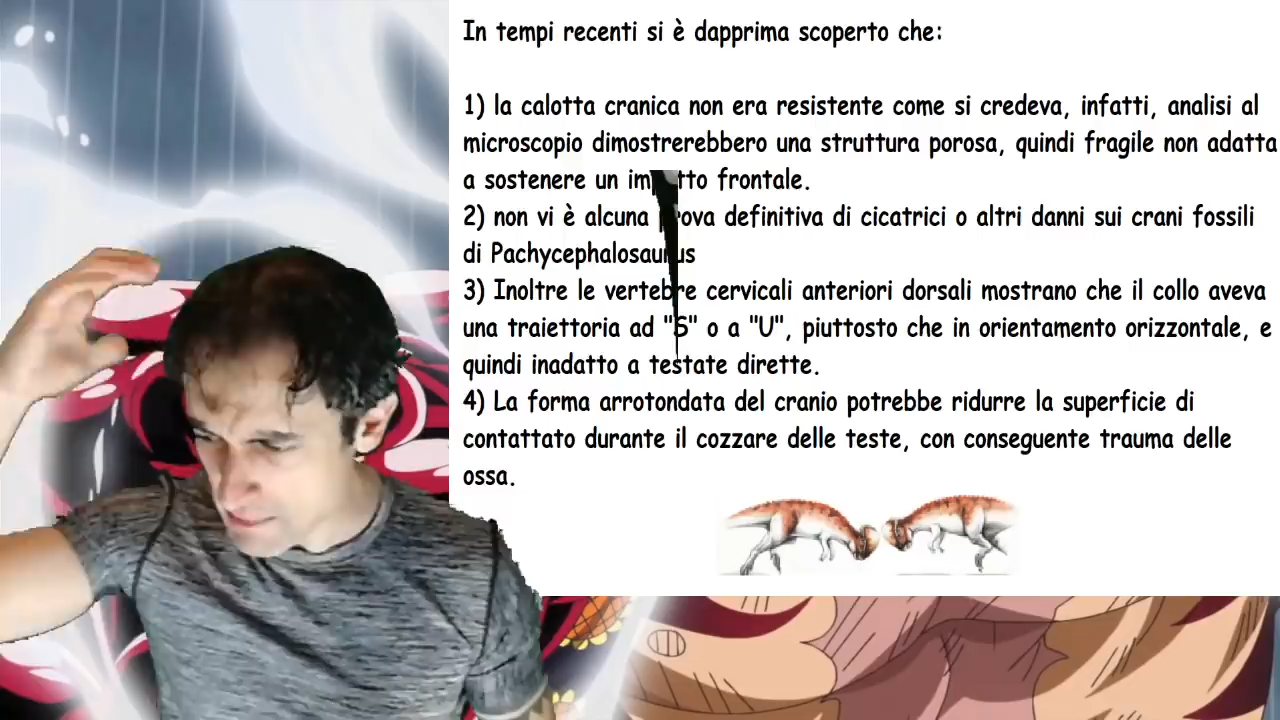 In tempi recenti si è dapprima scoperto che:
1) la calotta cranica non era resistente come si credeva, infatti, analisi al
microscopio dimostrerebbero una struttura porosa, quindi fragile non adatta
a sostenere un impatto frontale.
2) non vi è alcuna prova definitiva di cicatrici o altri danni sui crani fossili
di Pachycephalosaurus
3) Inoltre le vertebre cervicali anteriori dorsali mostrano che il collo aveva
una traiettoria ad "S" o a "U", piuttosto che in orientamento orizzontale, e
quindi inadatto a testate dirette.
4) La forma arrotondata del cranio potrebbe ridurre la superficie di
contattato durante il cozzare delle teste, con conseguente trauma delle
ossa.